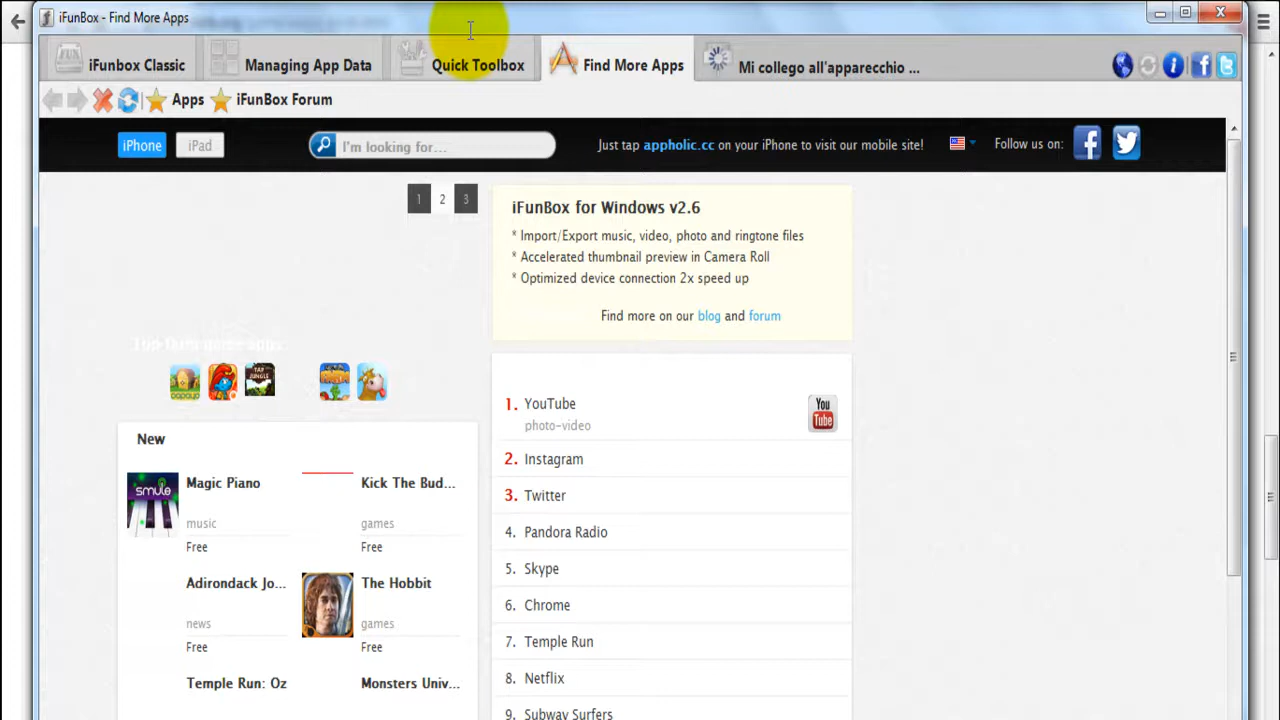 iFunBox - Find More Apps
iFunbox Classic
Managing App Data
Quick Toolbox
Find More Apps
Mi collego all'apparecchio ...
Apps
iFunBox Forum
iPhone
iPad
I'm looking for...
Just tap appholic.cc on your iPhone to visit our mobile site!
Follow us on:
1 2 3
iFunBox for Windows v2.6
* Import/Export music, video, photo and ringtone files
* Accelerated thumbnail preview in Camera Roll
* Optimized device connection 2x speed up
Find more on our blog and forum
New
smule
Magic Piano
music
Free
Kick The Bud...
games
Free
Adirondack Jo...
news
Free
The Hobbit
games
Free
Temple Run: Oz
Monsters Univ...
1. YouTube
photo-video
You
Tube
2. Instagram
3. Twitter
4. Pandora Radio
5. Skype
6. Chrome
7. Temple Run
8. Netflix
9. Subway Surfers